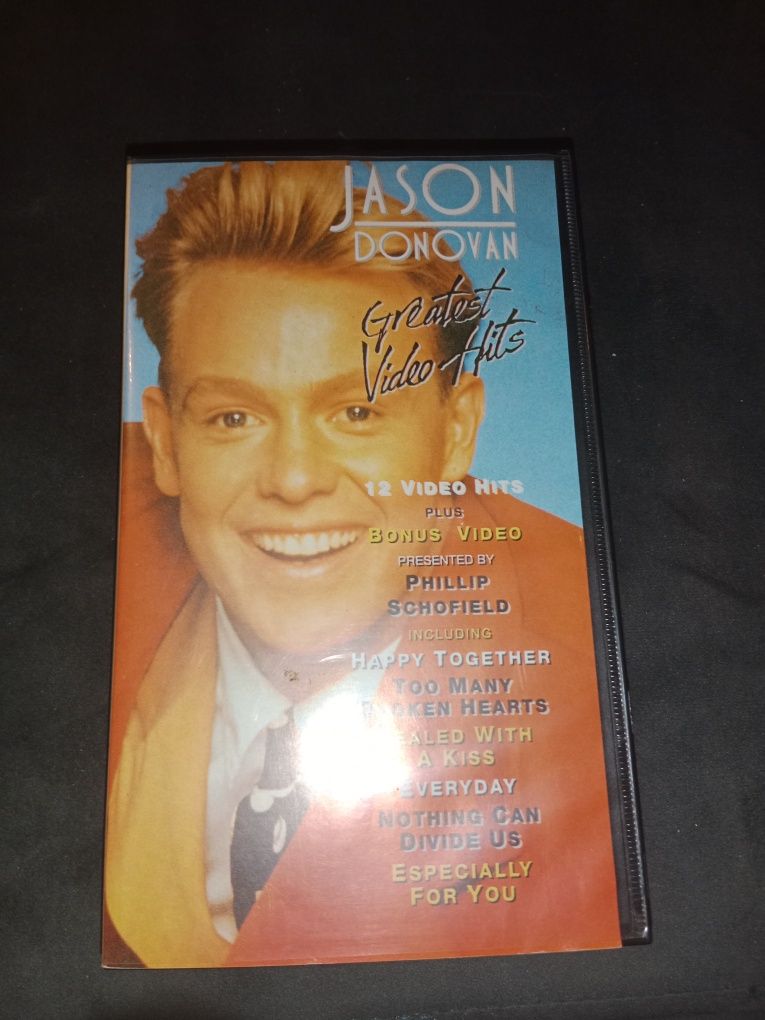 JASON
DONOVAN
Greatest
Video Hits
12 VIDEO HITS
PLUS
BONUS VIDEO
PRESENTED BY
PHILLIP
SCHOFIELD
INCLUDING
HAPPY TOGETHER
TOO MANY
BROKEN HEARTS
WITH
A KISS
EVERYDAY
NOTHING CAN
DIVIDE US
ESPECIALLY
FOR YOU